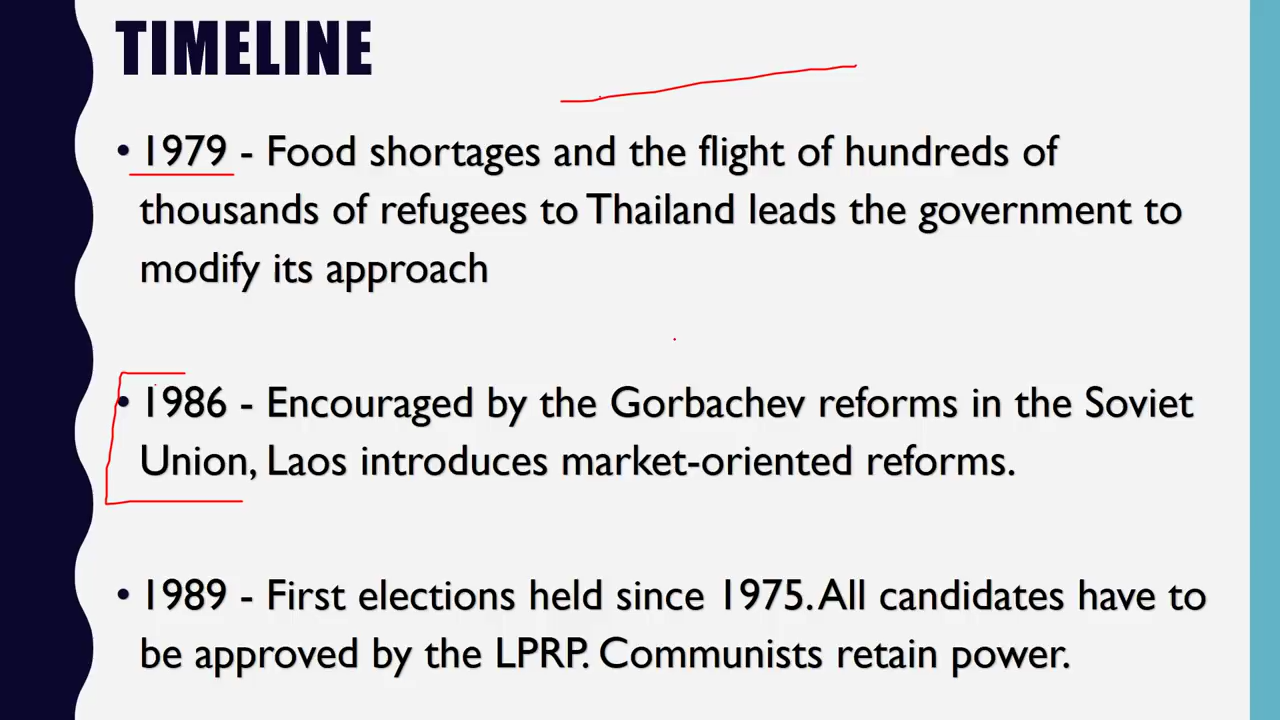 TIMELINE
• 1979 - Food shortages and the flight of hundreds of
thousands of refugees to Thailand leads the government to
modify its approach
• 1986 - Encouraged by the Gorbachev reforms in the Soviet
Union, Laos introduces market-oriented reforms.
• 1989 - First elections held since 1975. All candidates have to
be approved by the LPRP. Communists retain power.